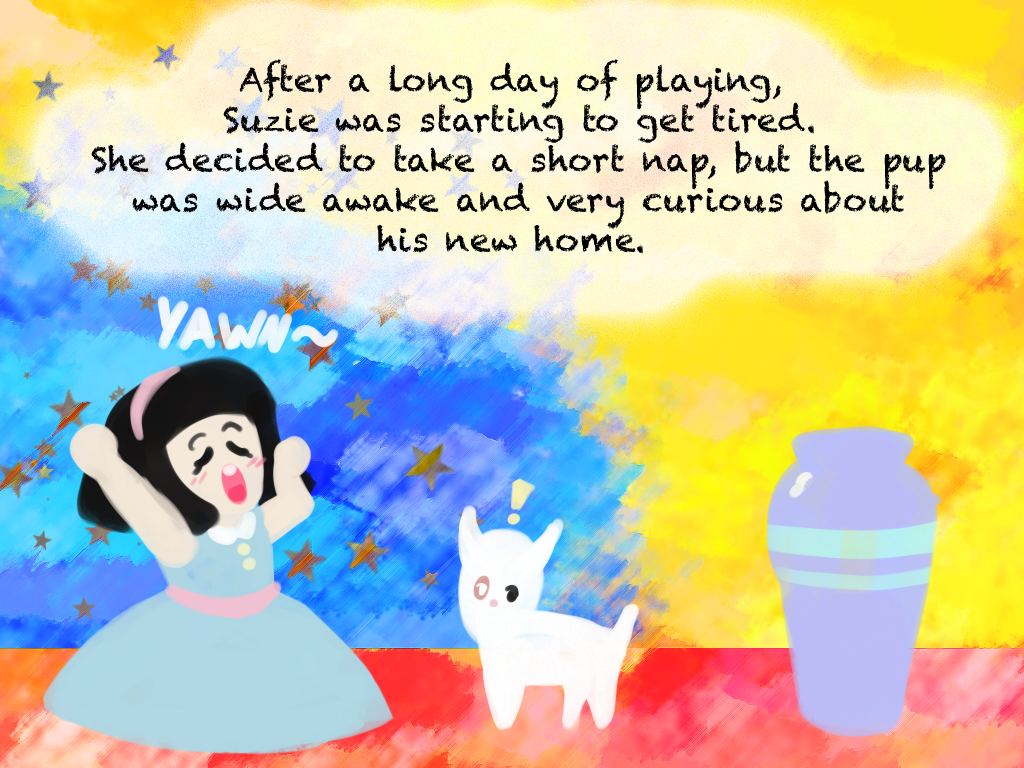 After a long day of playing,
Suzie was starting to get tired.
She decided to take a short nap, but the pup
was wide awake and very curious about
his new home.
YAWN~
!